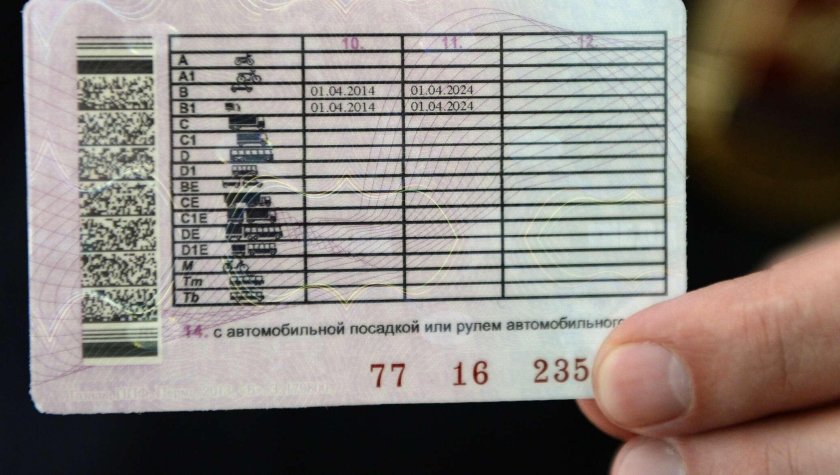 10. 11. 12.
A
A1
B 01.04.2014 01.04.2024
B1 01.04.2014 01.04.2024
C
C1
D
D1
BE
CE
C1E
DE
D1E
M
Tm
Tb
14. с автомобильной посадкой или рулем автомобильного
77 16 235